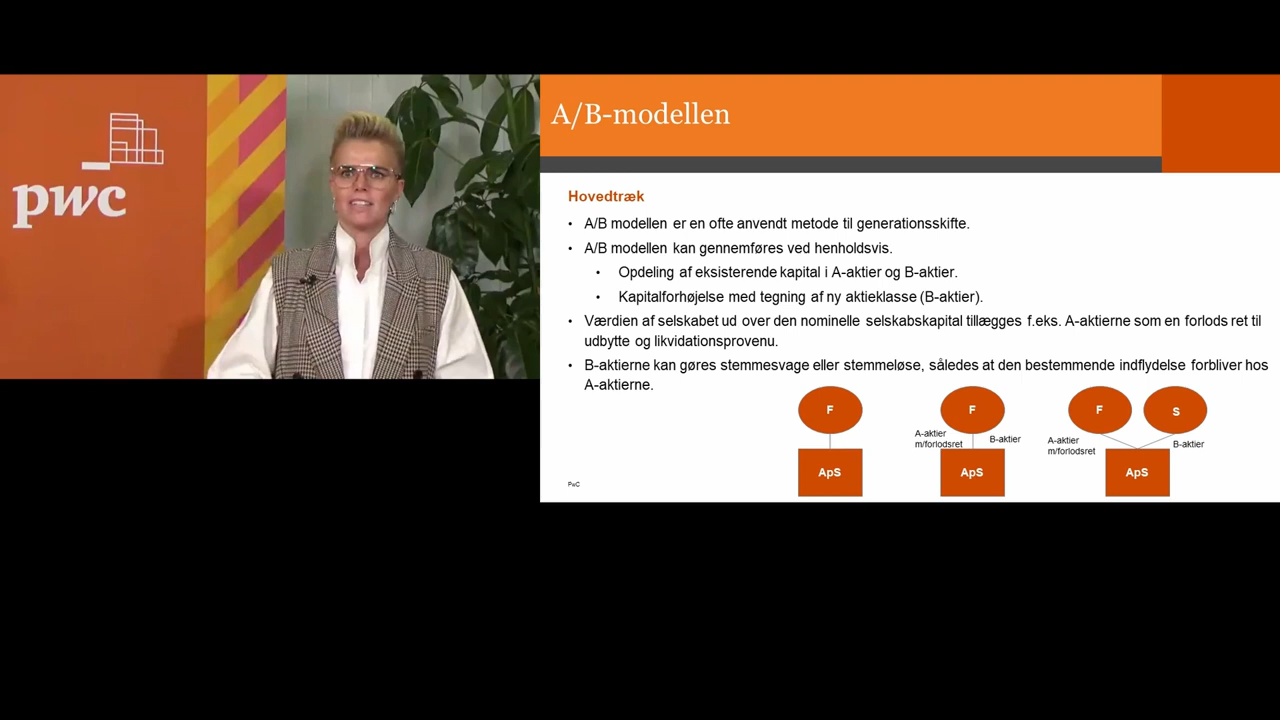 pwc
A/B-modellen
Hovedtræk
• A/B modellen er en ofte anvendt metode til generationsskifte.
• A/B modellen kan gennemføres ved henholdsvis.
• Opdeling af eksisterende kapital i A-aktier og B-aktier.
• Kapitalforhøjelse med tegning af ny aktieklasse (B-aktier).
• Værdien af selskabet ud over den nominelle selskabskapital tillægges f.eks. A-aktierne som en forlods ret til
udbytte og likvidationsprovenu.
• B-aktierne kan gøres stemmesvage eller stemmeløse, således at den bestemmende indflydelse forbliver hos
A-aktierne.
F
ApS
F
A-aktier
m/forlodsret
B-aktier
ApS
F
S
A-aktier
m/forlodsret
B-aktier
ApS
PwC